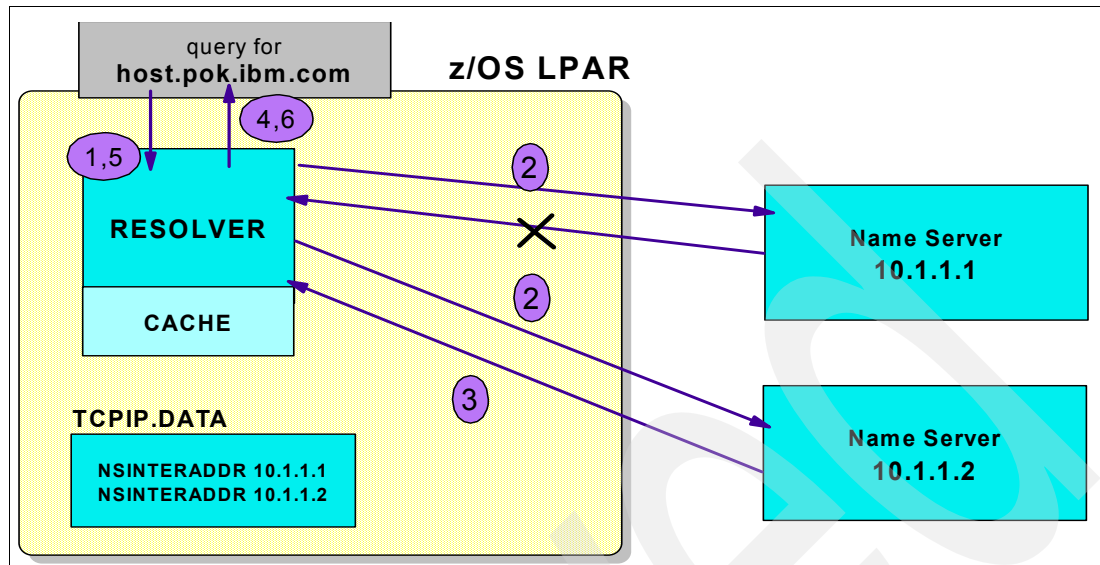 query for
host.pok.ibm.com
z/OS LPAR
4,6
1,5
2
RESOLVER
Name Server
10.1.1.1
2
CACHE
3
TCPIP.DATA
NSINTERADDR 10.1.1.1
NSINTERADDR 10.1.1.2
Name Server
10.1.1.2